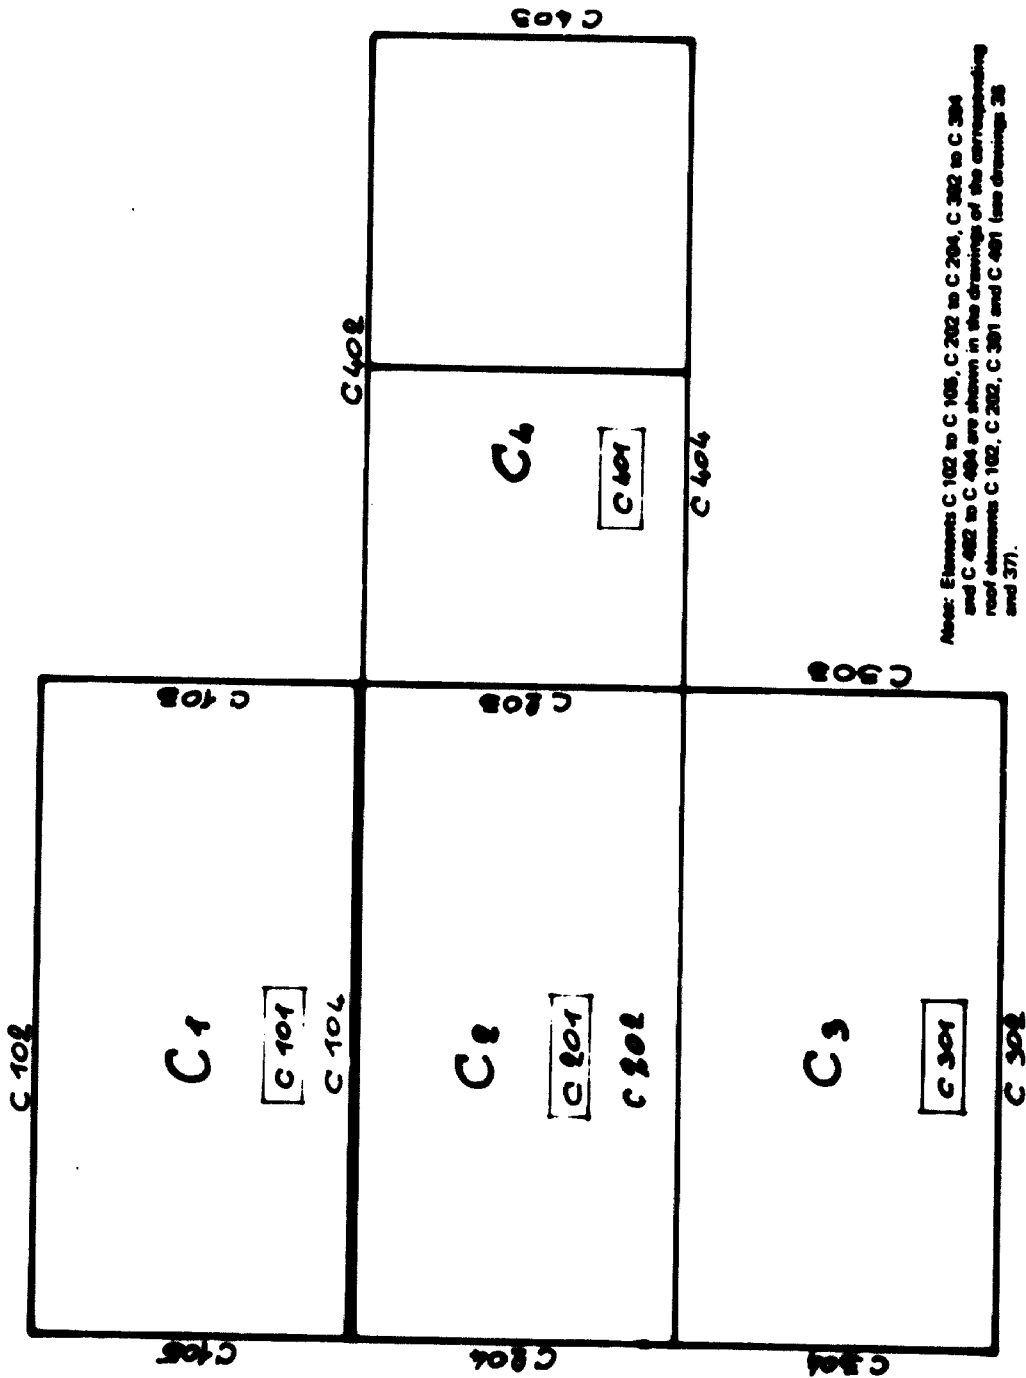 C 403
C 402
C 4
C 401
C 404
C 103
C 203
C 303
C 102
C 1
C 101
C 104
C 2
C 201
C 202
C 3
C 301
C 302
C 105
C 204
C 304
Note: Elements C 102 to C 105, C 202 to C 204, C 302 to C 304
and C 402 to C 404 are shown in the drawings of the corresponding
roof elements C 102, C 202, C 301 and C 401 (see drawings 36
and 37).